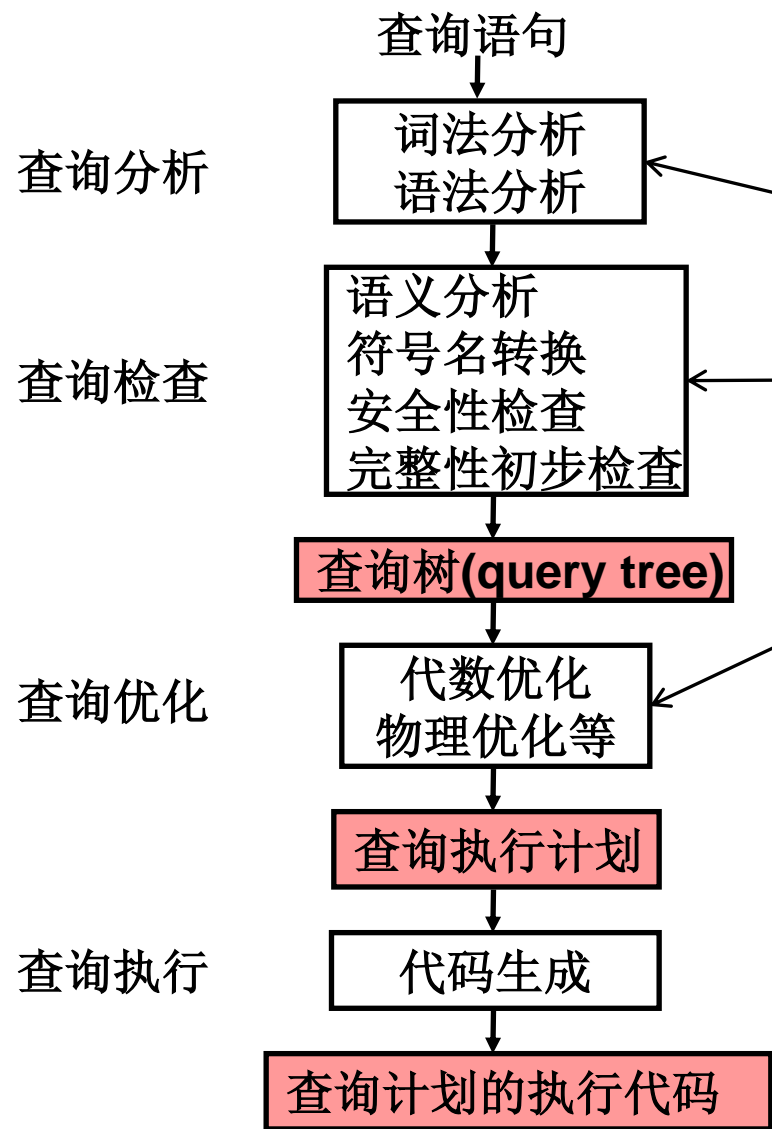 查询语句
查询分析
词法分析
语法分析
查询检查
语义分析
符号名转换
安全性检查
完整性初步检查
查询树(query tree)
查询优化
代数优化
物理优化等
查询执行计划
查询执行
代码生成
查询计划的执行代码